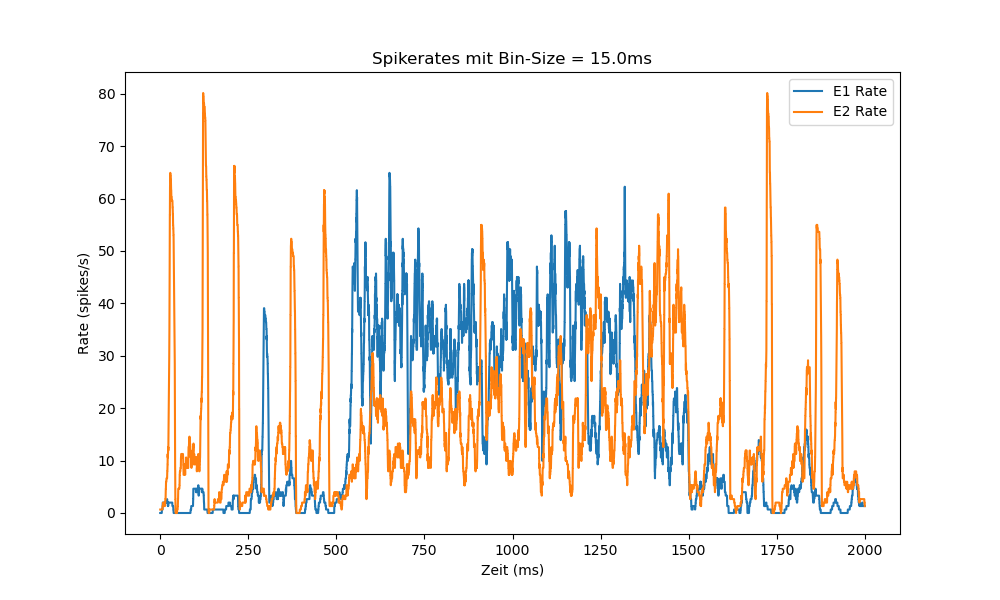 Spikerates mit Bin-Size = 15.0ms
E1 Rate
E2 Rate
Rate (spikes/s)
80
70
60
50
40
30
20
10
0
0 250 500 750 1000 1250 1500 1750 2000
Zeit (ms)